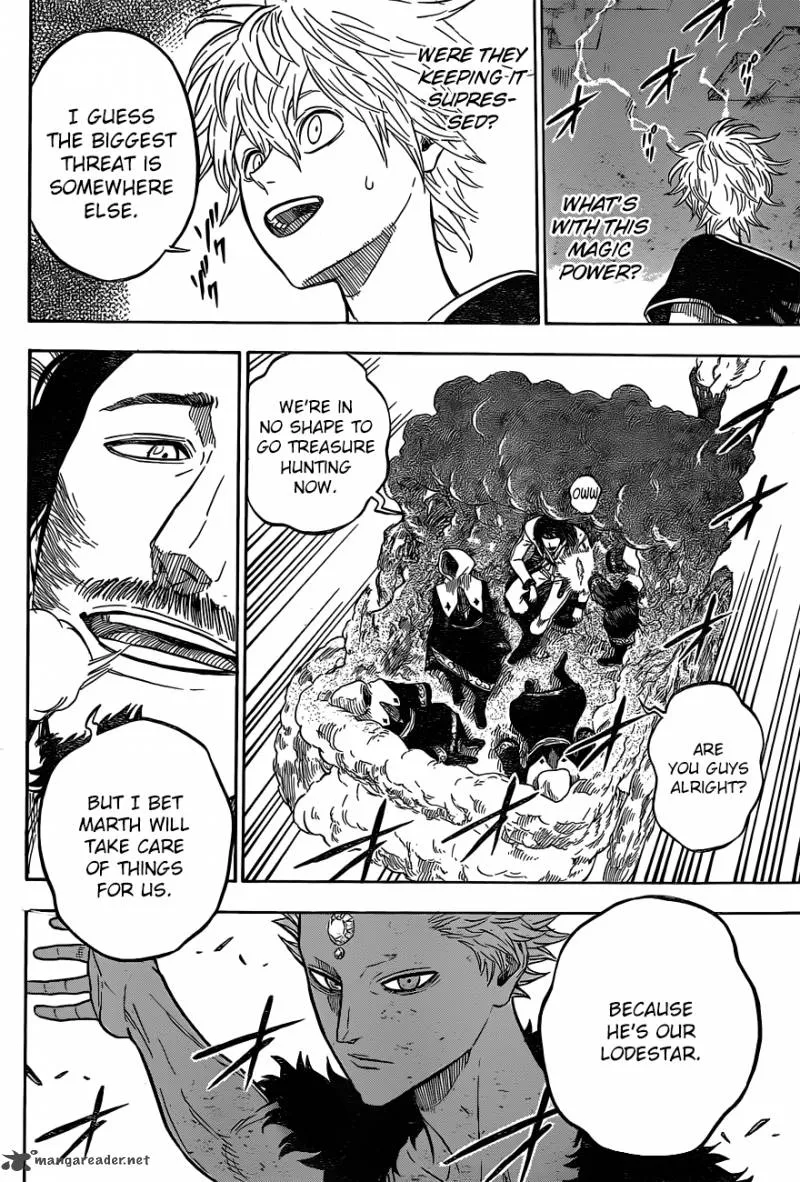 WHAT'S
WITH THIS
MAGIC
POWER?
WERE THEY
KEEPING IT
SUPRES-
SED?
I GUESS
THE BIGGEST
THREAT IS
SOMEWHERE
ELSE.
OWW
ARE
YOU GUYS
ALRIGHT?
WE'RE IN
NO SHAPE TO
GO TREASURE
HUNTING
NOW.
BUT I BET
MARTH WILL
TAKE CARE
OF THINGS
FOR US.
BECAUSE
HE'S OUR
LODESTAR.
mangareader.net